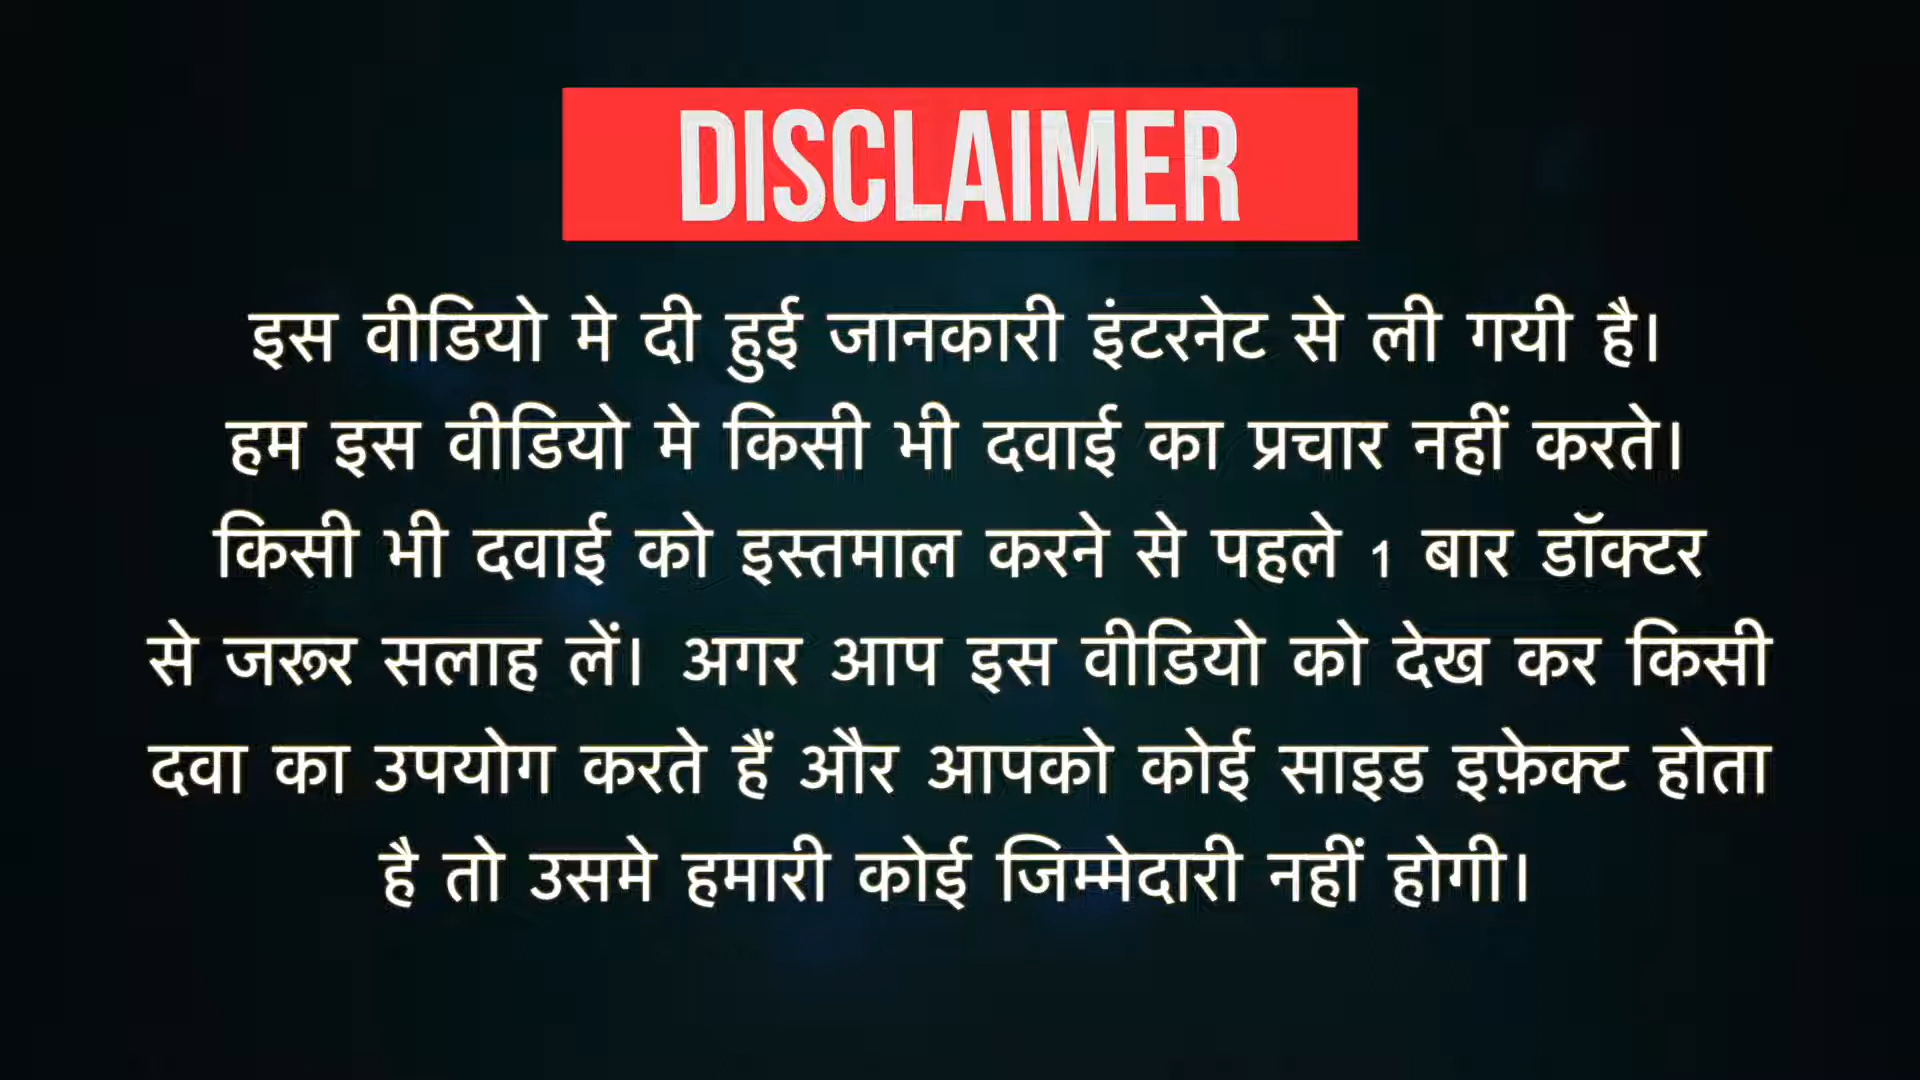 DISCLAIMER
इस वीडियो मे दी हुई जानकारी इंटरनेट से ली गयी है।
हम इस वीडियो मे किसी भी दवाई का प्रचार नहीं करते।
किसी भी दवाई को इस्तमाल करने से पहले 1 बार डॉक्टर
से जरूर सलाह लें। अगर आप इस वीडियो को देख कर किसी
दवा का उपयोग करते हैं और आपको कोई साइड इफ़ेक्ट होता
है तो उसमे हमारी कोई जिम्मेदारी नहीं होगी।